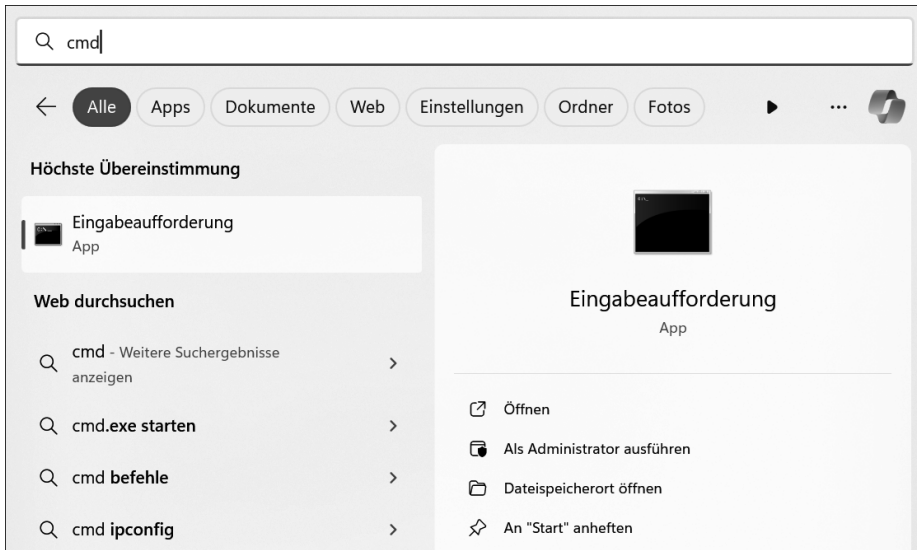 cmd
Alle Apps Dokumente Web Einstellungen Ordner Fotos
Höchste Übereinstimmung
Eingabeaufforderung
App
Web durchsuchen
cmd - Weitere Suchergebnisse
anzeigen
cmd.exe starten
cmd befehle
cmd ipconfig
Eingabeaufforderung
App
Öffnen
Als Administrator ausführen
Dateispeicherort öffnen
An "Start" anheften